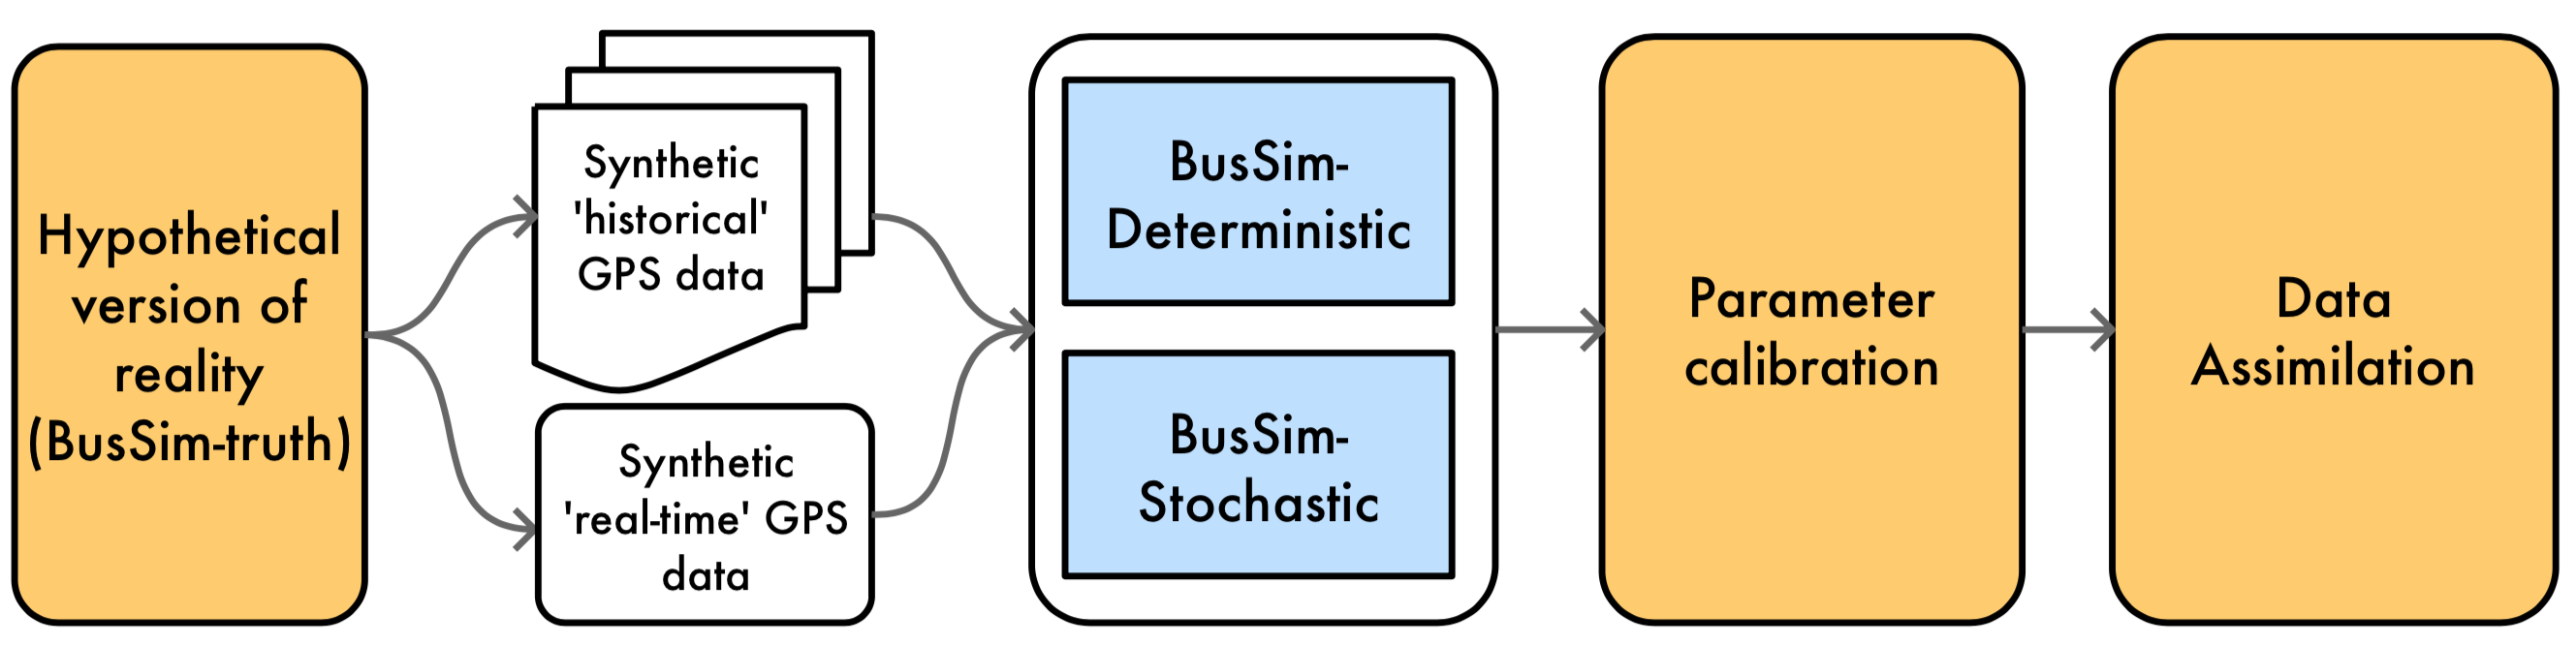 Hypothetical
version of
reality
(BusSim-truth)
Synthetic
'historical'
GPS data
Synthetic
'real-time' GPS
data
BusSim-
Deterministic
BusSim-
Stochastic
Parameter
calibration
Data
Assimilation